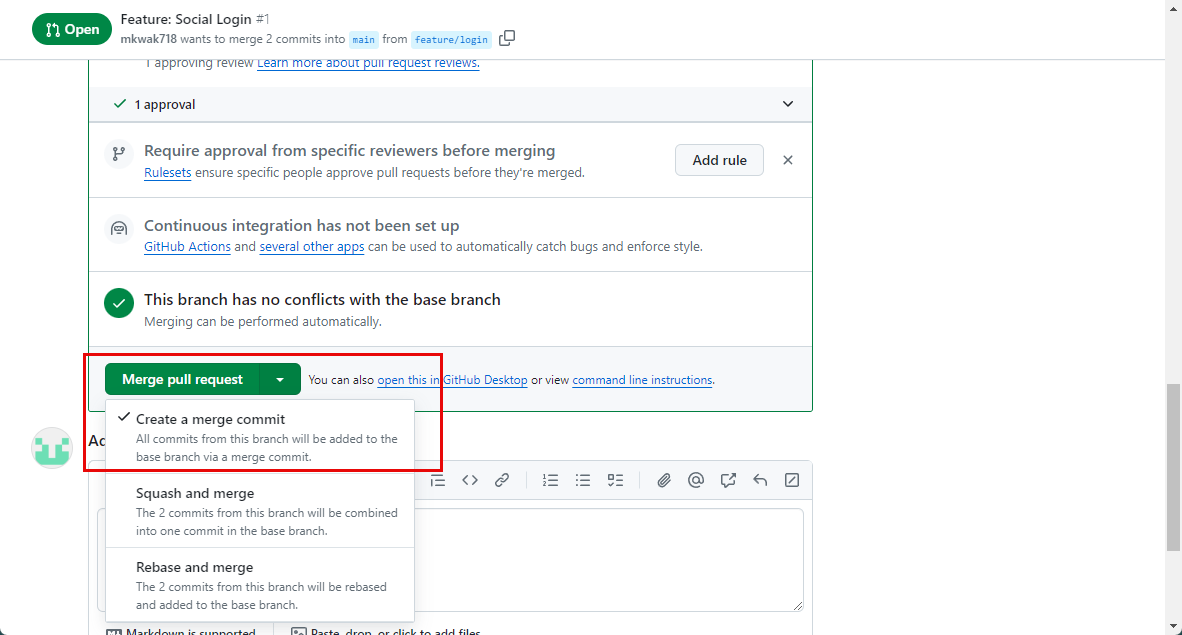 Open
Feature: Social Login #1
mkwak718 wants to merge 2 commits into main from feature/login
1 approving review Learn more about pull request reviews.
1 approval
Require approval from specific reviewers before merging
Rulesets ensure specific people approve pull requests before they're merged.
Add rule
Continuous integration has not been set up
GitHub Actions and several other apps can be used to automatically catch bugs and enforce style.
This branch has no conflicts with the base branch
Merging can be performed automatically.
Merge pull request
You can also open this in GitHub Desktop or view command line instructions.
Create a merge commit
All commits from this branch will be added to the
base branch via a merge commit.
Squash and merge
The 2 commits from this branch will be combined
into one commit in the base branch.
Rebase and merge
The 2 commits from this branch will be rebased
and added to the base branch.
Markdown is supported
Paste, drop, or click to add files